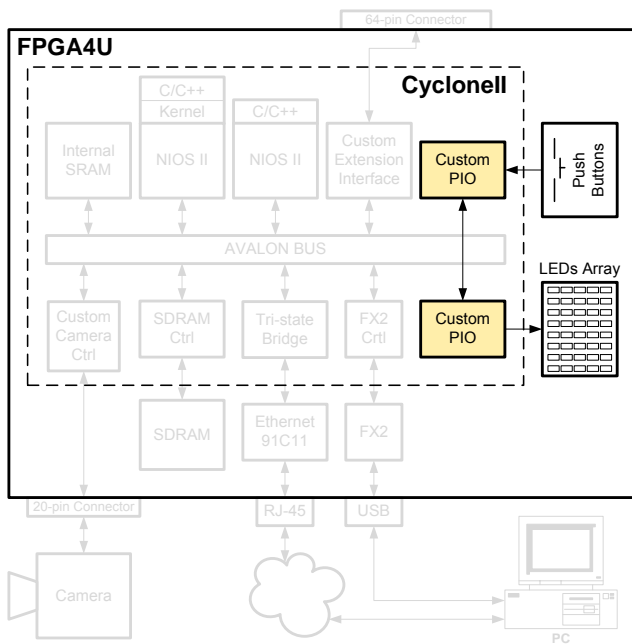 64-pin Connector
FPGA4U
CycloneII
C/C++
Kernel
NIOS II
C/C++
NIOS II
Internal
SRAM
Custom
Extension
Interface
Custom
PIO
Push
Buttons
AVALON BUS
LEDs Array
Custom
Camera
Ctrl
SDRAM
Ctrl
Tri-state
Bridge
FX2
Crtl
Custom
PIO
SDRAM
Ethernet
91C11
FX2
20-pin Connector
RJ-45
USB
Camera
PC